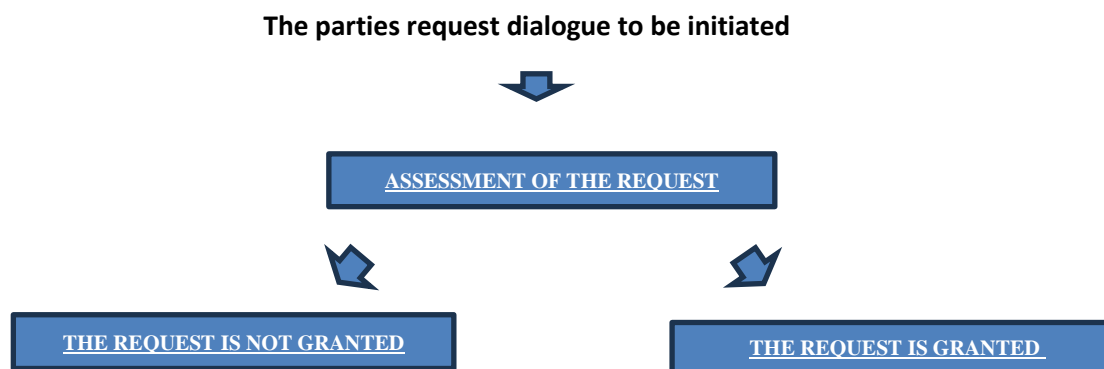 The parties request dialogue to be initiated
ASSESSMENT OF THE REQUEST
THE REQUEST IS NOT GRANTED
THE REQUEST IS GRANTED